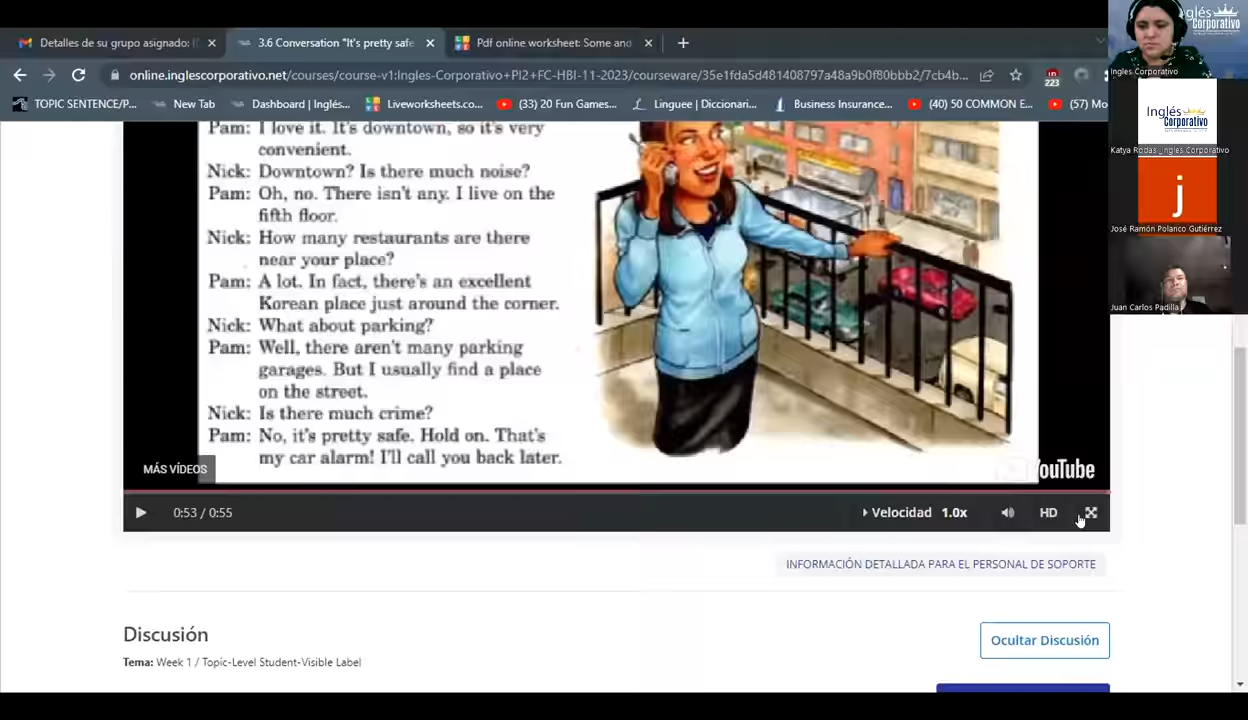 Detalles de su grupo asignado: (
3.6 Conversation "It's pretty safe
Pdf online worksheet: Some and
online.inglescorporativo.net/courses/course-v1:Ingles-Corporativo+PI2+FC-HBI-11-2023/courseware/35e1fda5d481408797a48a9b0f80bbb2/7cb4b...
223
TOPIC SENTENCE/P...
New Tab
Dashboard | Inglés...
Liveworksheets.co...
(33) 20 Fun Games...
Linguee | Diccionari...
Business Insurance...
(40) 50 COMMON E...
(57) Mo
Pam: I love it. It's downtown, so it's very
convenient.
Nick: Downtown? Is there much noise?
Pam: Oh, no. There isn't any. I live on the
fifth floor.
Nick: How many restaurants are there
near your place?
Pam: A lot. In fact, there's an excellent
Korean place just around the corner.
Nick: What about parking?
Pam: Well, there aren't many parking
garages. But I usually find a place
on the street.
Nick: Is there much crime?
Pam: No, it's pretty safe. Hold on. That's
my car alarm! I'll call you back later.
MÁS VÍDEOS
YouTube
0:53 / 0:55
Velocidad 1.0x
HD
INFORMACIÓN DETALLADA PARA EL PERSONAL DE SOPORTE
Discusión
Ocultar Discusión
Tema: Week 1 / Topic-Level Student-Visible Label
Inglés
Corporativo
Ingles Corporativo
Inglés
Corporativo
Katya Rodas _Ingles Corporativo
j
José Ramón Polanco Gutiérrez
Juan Carlos Padilla